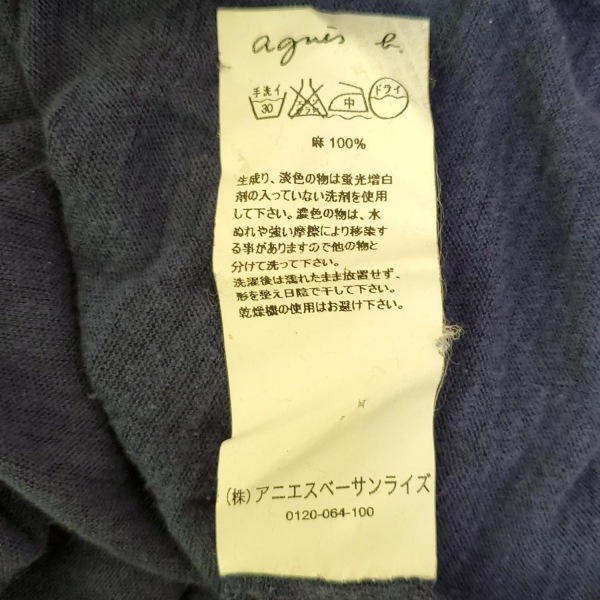 agnès b.
手洗イ 30 エンソ サラシ 中 ドライ
麻 100%
生成り、淡色の物は蛍光増白
剤の入っていない洗剤を使用
して下さい。濃色の物は、水
ぬれや強い摩擦により移染す
る事がありますので他の物と
分けて洗って下さい。
洗濯後は濡れたまま放置せず、
形を整え日陰で干して下さい。
乾燥機の使用はお避け下さい。
(株)アニエスベーサンライズ
0120-064-100